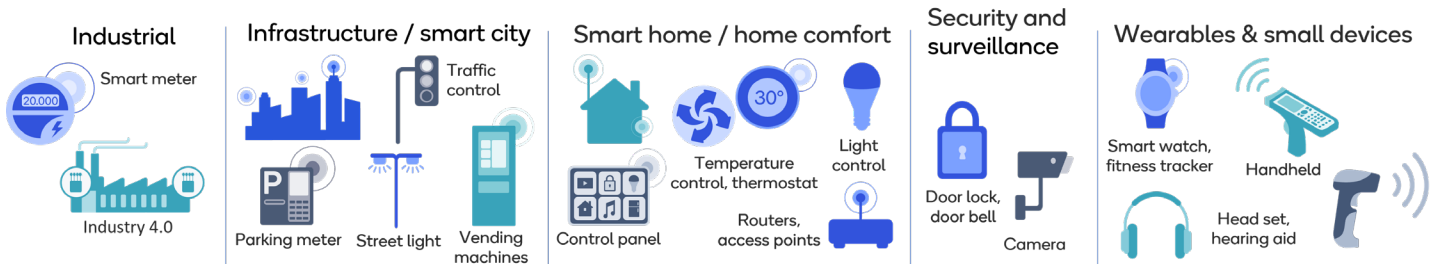 Industrial
Smart meter
20.000
Industry 4.0
Infrastructure / smart city
Traffic
control
P
Parking meter
Street light
Vending
machines
Smart home / home comfort
30°
Temperature
control, thermostat
Light
control
Control panel
Routers,
access points
Security and
surveillance
Door lock,
door bell
Camera
Wearables & small devices
Smart watch,
fitness tracker
Handheld
Head set,
hearing aid